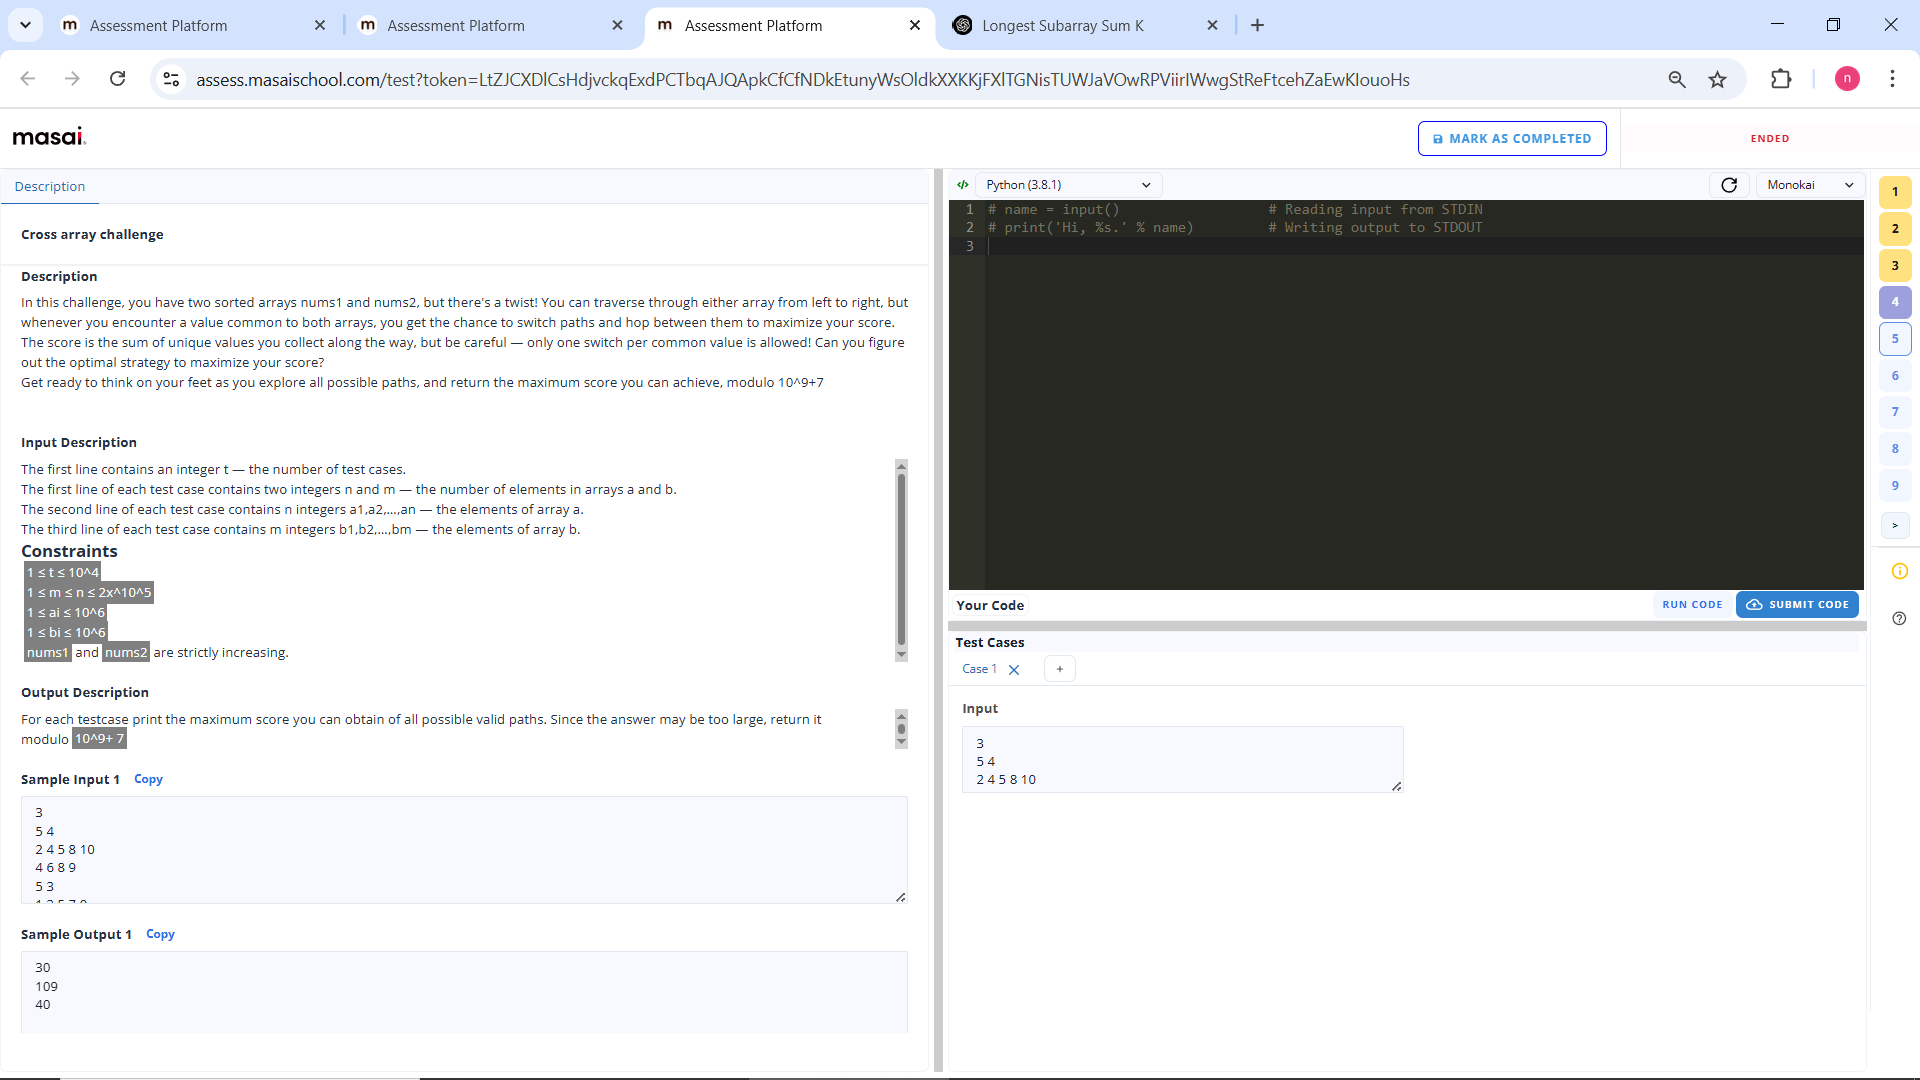 Assessment Platform
Assessment Platform
Assessment Platform
Longest Subarray Sum K
n
masai.
MARK AS COMPLETED
ENDED
Description
Cross array challenge
Description
In this challenge, you have two sorted arrays nums1 and nums2, but there's a twist! You can traverse through either array from left to right, but
whenever you encounter a value common to both arrays, you get the chance to switch paths and hop between them to maximize your score.
The score is the sum of unique values you collect along the way, but be careful — only one switch per common value is allowed! Can you figure
out the optimal strategy to maximize your score?
Get ready to think on your feet as you explore all possible paths, and return the maximum score you can achieve, modulo 10^9+7
Input Description
The first line contains an integer t — the number of test cases.
The first line of each test case contains two integers n and m — the number of elements in arrays a and b.
The second line of each test case contains n integers a1,a2,...,an — the elements of array a.
The third line of each test case contains m integers b1,b2,...,bm — the elements of array b.
Constraints
1 ≤ t ≤ 10^4
1 ≤ m ≤ n ≤ 2x^10^5
1 ≤ ai ≤ 10^6
1 ≤ bi ≤ 10^6
nums1 and nums2 are strictly increasing.
Output Description
For each testcase print the maximum score you can obtain of all possible valid paths. Since the answer may be too large, return it
modulo 10^9+ 7
Sample Input 1 Copy
3
5 4
2 4 5 8 10
4 6 8 9
5 3
Sample Output 1 Copy
30
109
40
Python (3.8.1)
Monokai
1 # name = input() # Reading input from STDIN
2 # print('Hi, %s.' % name) # Writing output to STDOUT
3
Your Code
RUN CODE
SUBMIT CODE
Test Cases
Case 1
+
Input
3
5 4
2 4 5 8 10
1
2
3
4
5
6
7
8
9
>